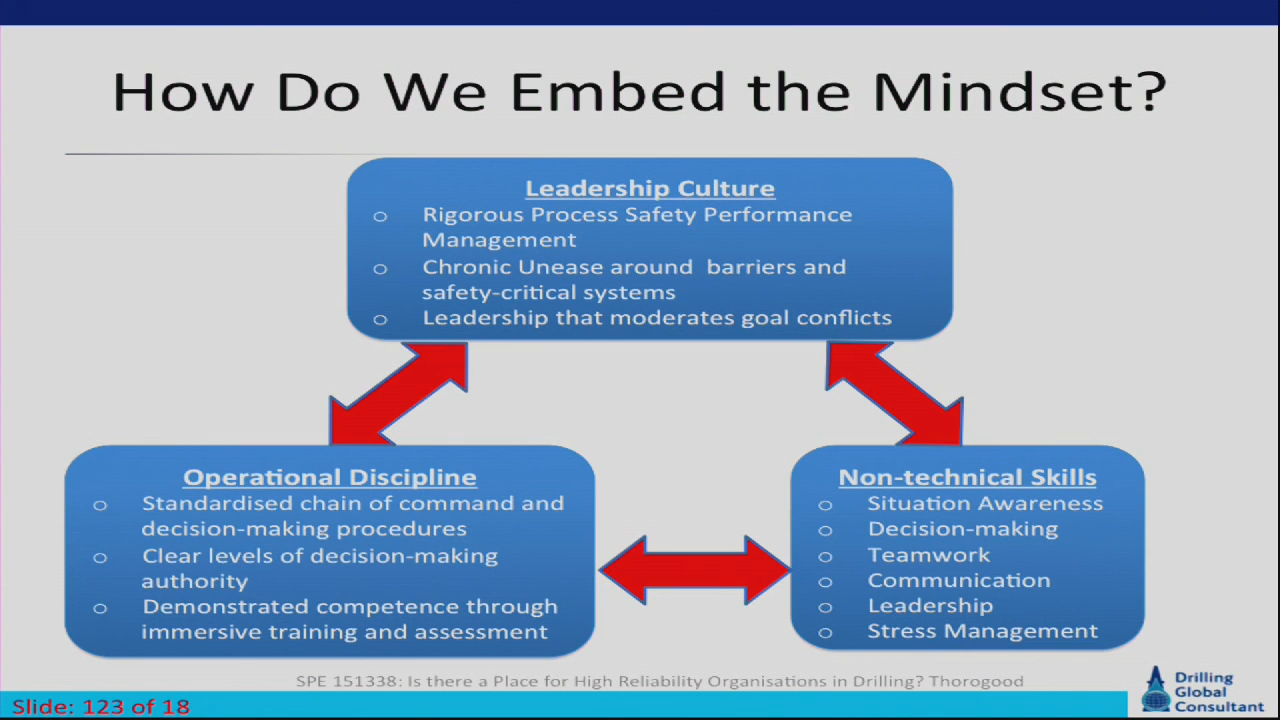 How Do We Embed the Mindset?
Leadership Culture
○ Rigorous Process Safety Performance
Management
○ Chronic Unease around barriers and
safety-critical systems
○ Leadership that moderates goal conflicts
Operational Discipline
○ Standardised chain of command and
decision-making procedures
○ Clear levels of decision-making
authority
○ Demonstrated competence through
immersive training and assessment
Non-technical Skills
○ Situation Awareness
○ Decision-making
○ Teamwork
○ Communication
○ Leadership
○ Stress Management
SPE 151338: Is there a Place for High Reliability Organisations in Drilling? Thorogood
Drilling
Global
Consultant
Slide: 123 of 18